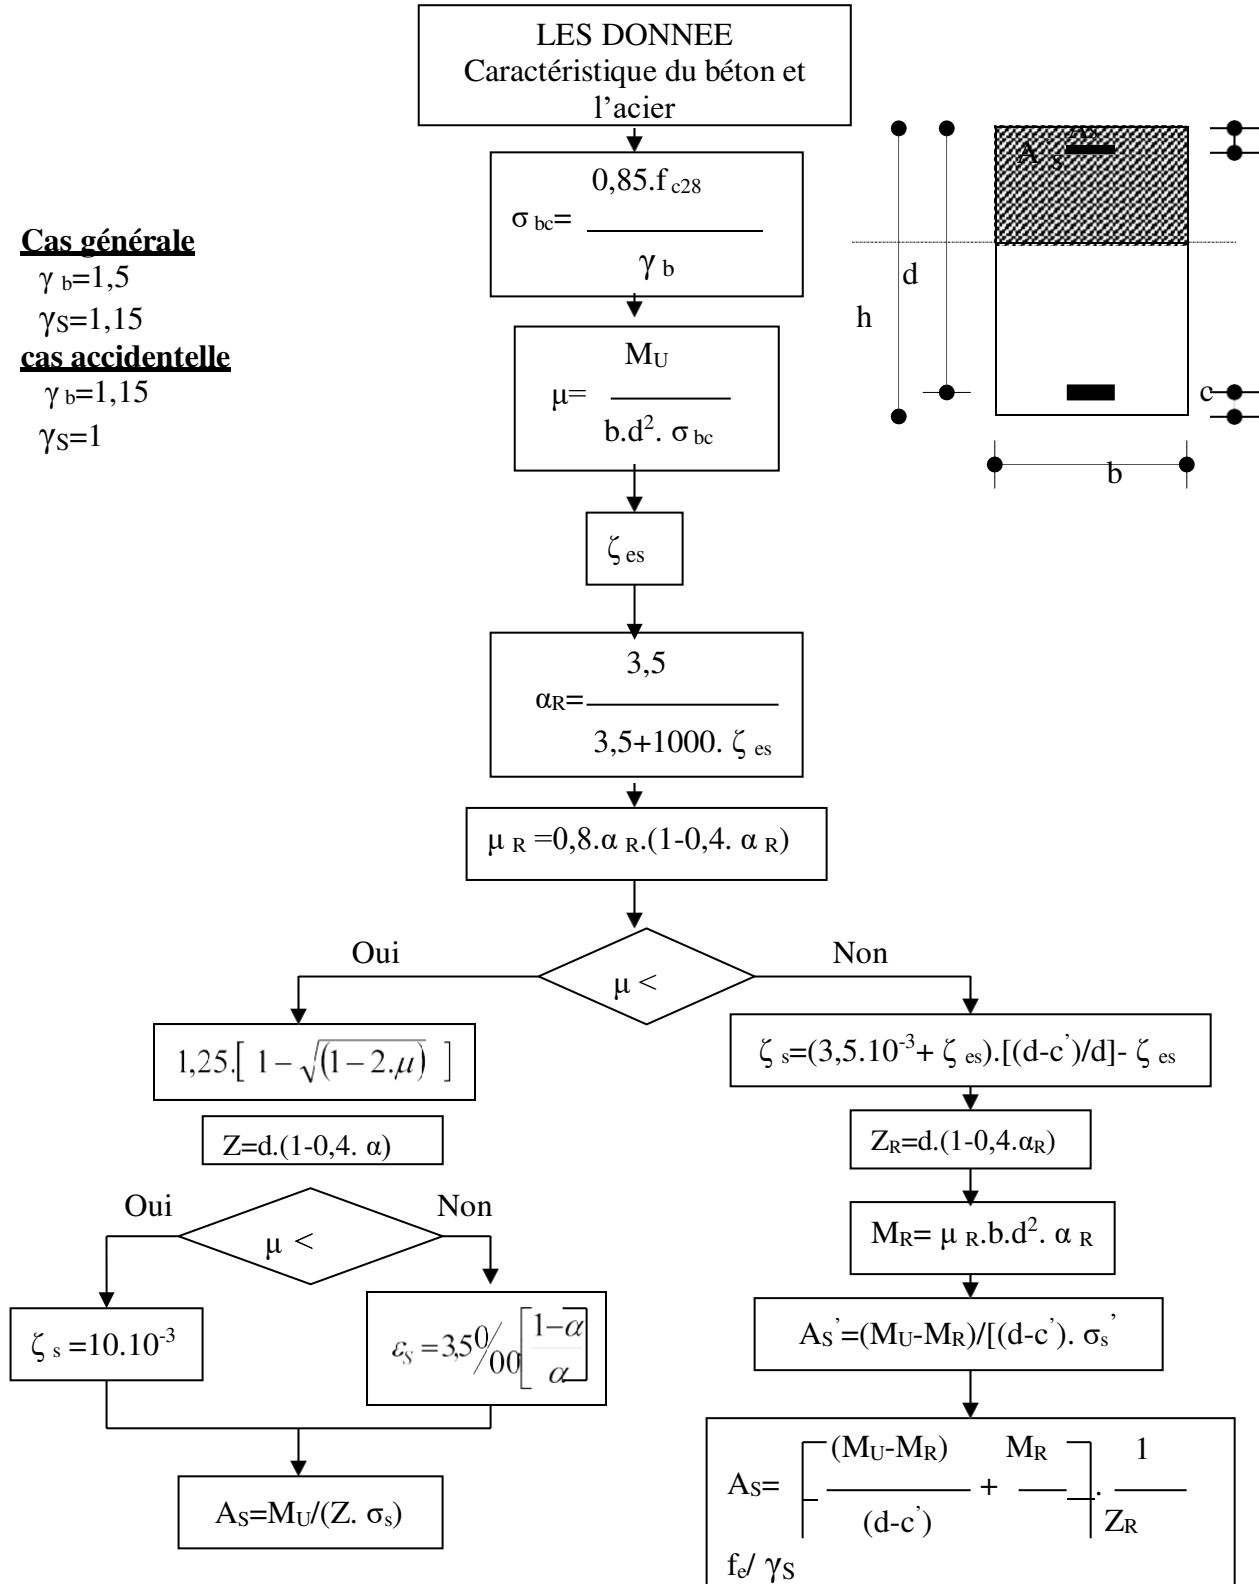 LES DONNEE
Caractéristique du béton et
l'acier
0,85.f c28
σ bc=
γ b
Cas générale
γ b=1,5
γS=1,15
cas accidentelle
γ b=1,15
γS=1
MU
μ=
b.d². σ bc
As
A s
d
h
c
b
ζ es
3,5
αR=
3,5+1000. ζ es
μ R =0,8.α R.(1-0,4. α R)
Oui
Non
μ <
1,25.[ 1-√(1-2.μ) ]
Z=d.(1-0,4. α)
Oui
Non
μ <
ζ s =10.10⁻³
εS = 3,5 0/00 [ 1-α / α ]
AS=MU/(Z. σs)
ζ s=(3,5.10⁻³+ ζ es).[(d-c')/d]- ζ es
ZR=d.(1-0,4.αR)
MR= μ R.b.d². α R
AS'=(MU-MR)/[(d-c'). σs'
(MU-MR) MR 1
AS= + .
(d-c') ZR
fe/ γS